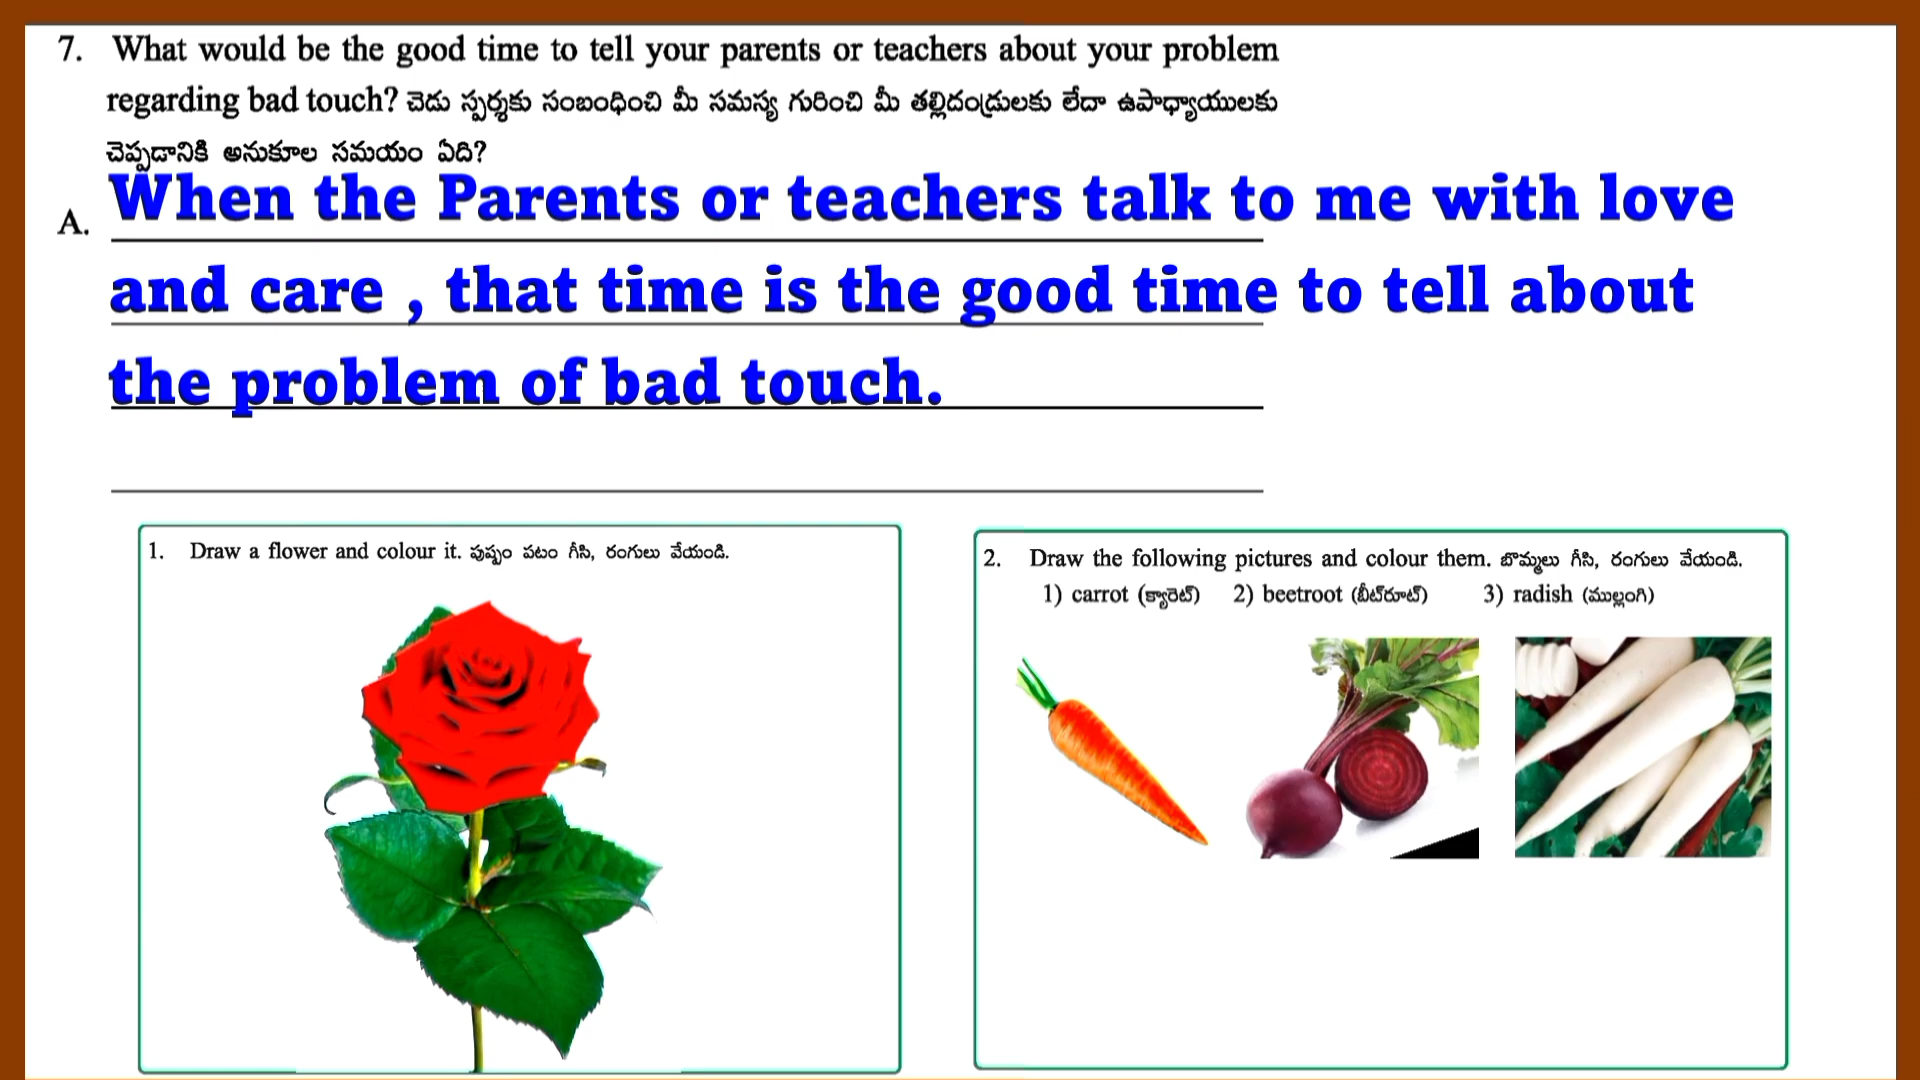 7. What would be the good time to tell your parents or teachers about your problem
regarding bad touch? చెడు స్పర్శకు సంబంధించి మీ సమస్య గురించి మీ తల్లిదండ్రులకు లేదా ఉపాధ్యాయులకు
చెప్పడానికి అనుకూల సమయం ఏది?
A. When the Parents or teachers talk to me with love
and care , that time is the good time to tell about
the problem of bad touch.
1. Draw a flower and colour it. పుష్పం పటం గీసి, రంగులు వేయండి.
2. Draw the following pictures and colour them. బొమ్మలు గీసి, రంగులు వేయండి.
1) carrot (క్యారెట్) 2) beetroot (బీట్‌రూట్) 3) radish (ముల్లంగి)